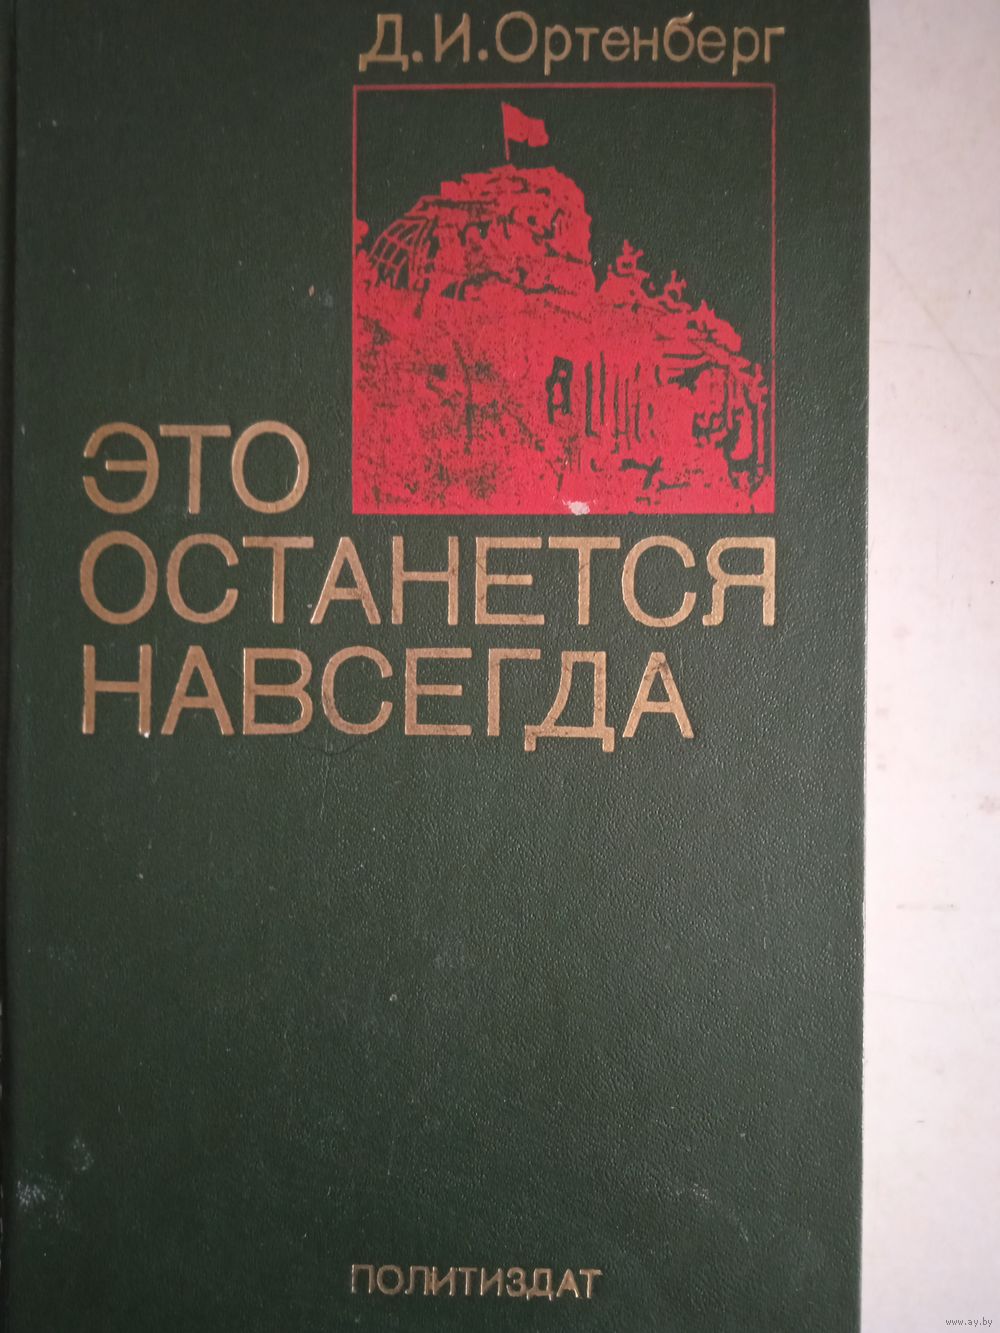 Д.И.Ортенберг
ЭТО
ОСТАНЕТСЯ
НАВСЕГДА
ПОЛИТИЗДАТ
www.ay.by